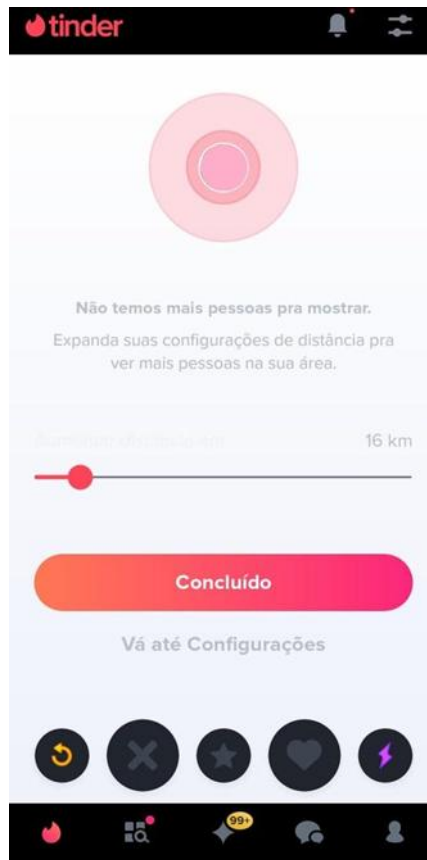 tinder
Não temos mais pessoas pra mostrar.
Expanda suas configurações de distância pra
ver mais pessoas na sua área.
16 km
Concluído
Vá até Configurações
99+